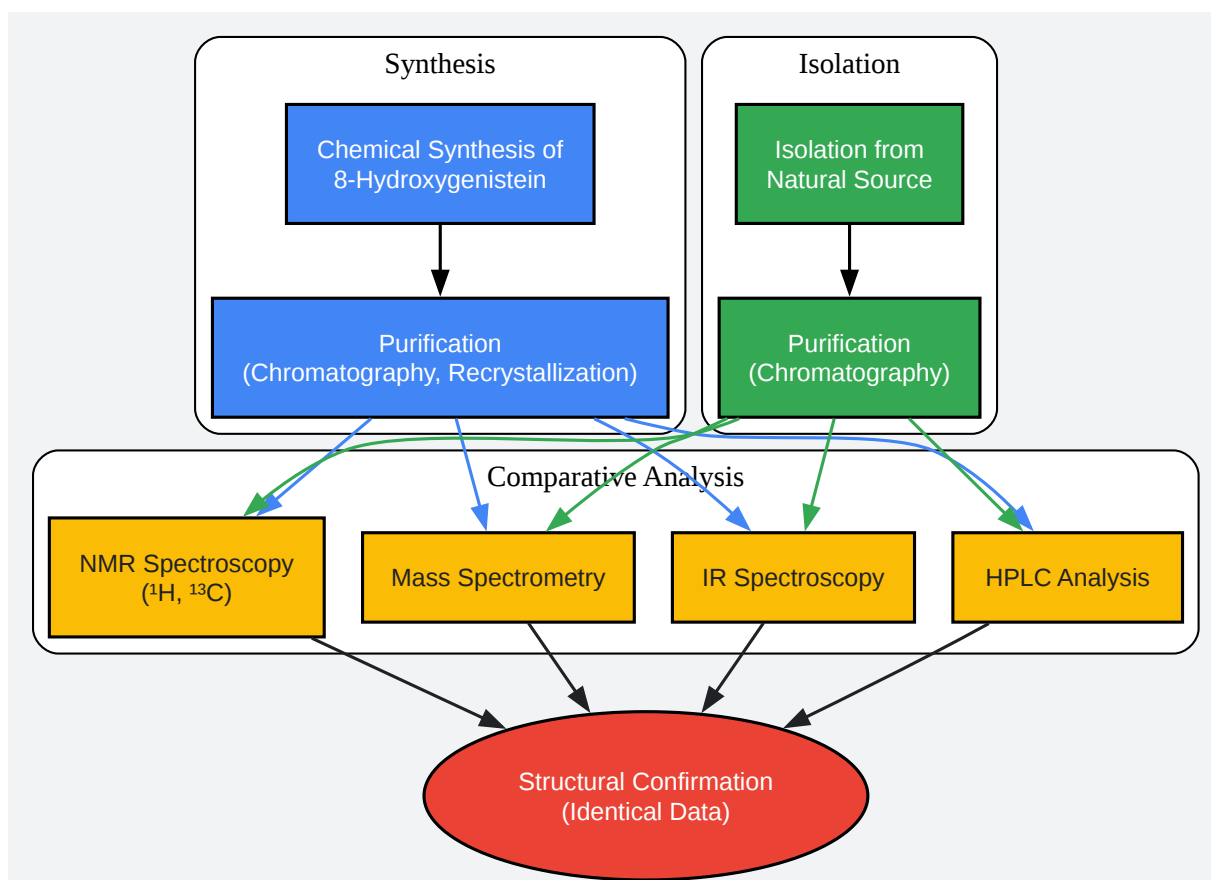 Synthesis
Isolation
Chemical Synthesis of
8-Hydroxygenistein
Isolation from
Natural Source
Purification
(Chromatography, Recrystallization)
Purification
(Chromatography)
Comparative Analysis
NMR Spectroscopy
(¹H, ¹³C)
Mass Spectrometry
IR Spectroscopy
HPLC Analysis
Structural Confirmation
(Identical Data)